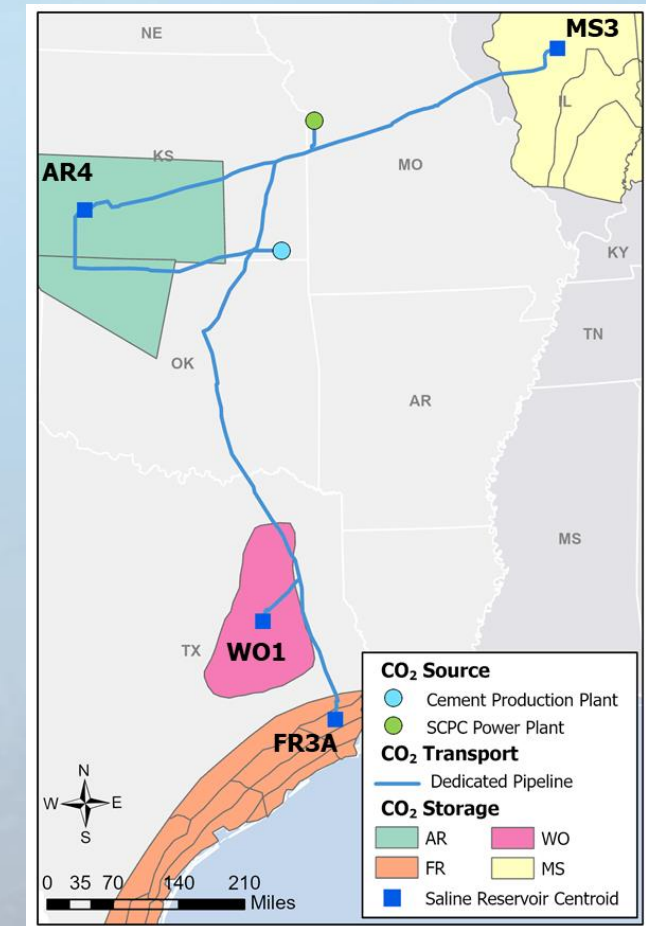 NE
MS3
IL
KS
MO
AR4
KY
TN
OK
AR
MS
TX
WO1
FR3A
N
W E
S
0 35 70 140 210
Miles
CO₂ Source
Cement Production Plant
SCPC Power Plant
CO₂ Transport
Dedicated Pipeline
CO₂ Storage
AR WO
FR MS
Saline Reservoir Centroid